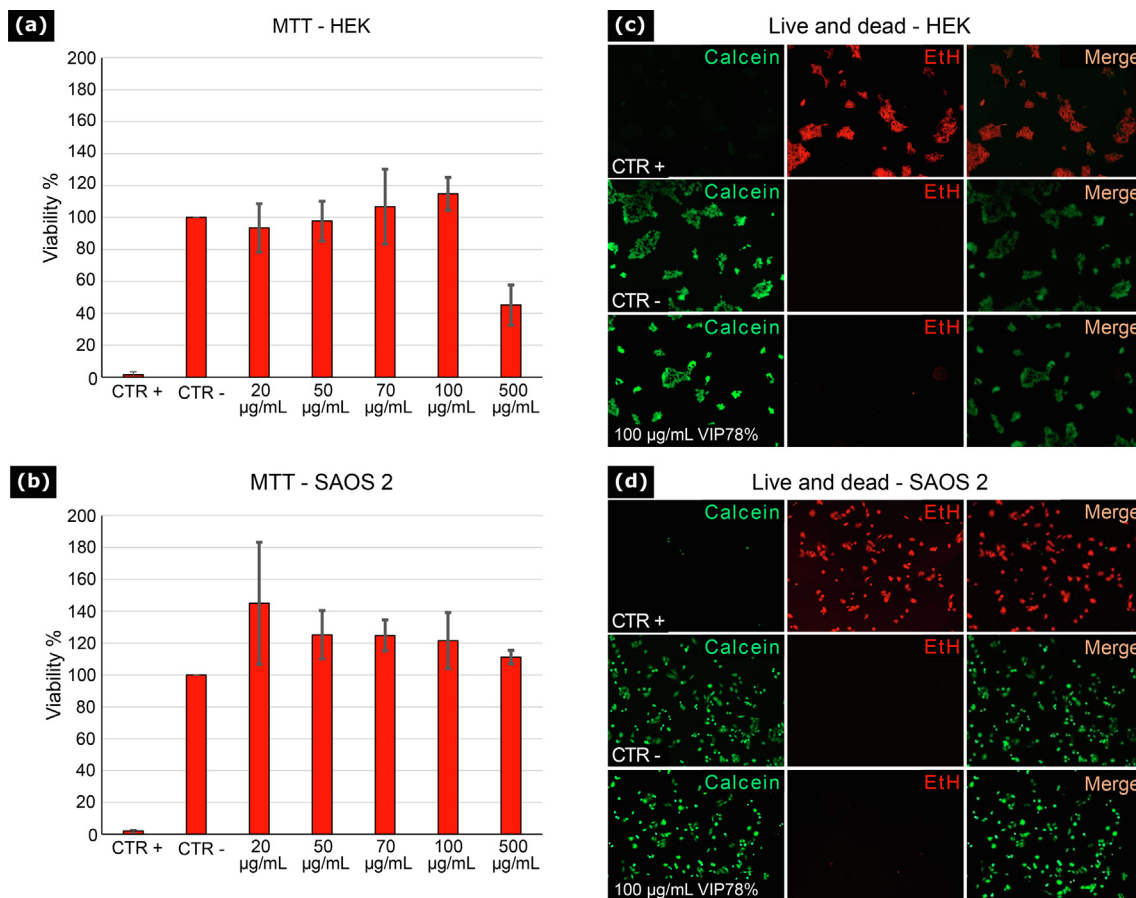 (a)
MTT - HEK
Viability %
200
180
160
140
120
100
80
60
40
20
0
CTR + CTR - 20 50 70 100 500
µg/mL µg/mL µg/mL µg/mL µg/mL
(b)
MTT - SAOS 2
Viability %
200
180
160
140
120
100
80
60
40
20
0
CTR + CTR - 20 50 70 100 500
µg/mL µg/mL µg/mL µg/mL µg/mL
(c)
Live and dead - HEK
Calcein EtH Merge
CTR +
Calcein EtH Merge
CTR -
Calcein EtH Merge
100 µg/mL VIP78%
(d)
Live and dead - SAOS 2
Calcein EtH Merge
CTR +
Calcein EtH Merge
CTR -
Calcein EtH Merge
100 µg/mL VIP78%